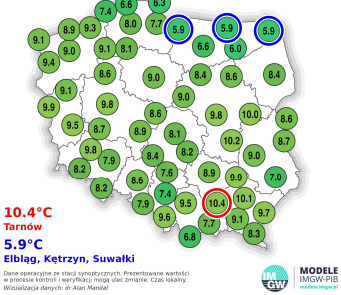 7.4 6.6 6.3
8.9 9.3 8.0 7.7 5.9 5.9 5.9
9.1 9.0 9.1 8.1 6.6 6.0
9.4 8.6 9.0 8.4 8.6 8.4
9.1 9.0
9.9 9.8 8.6 9.8 10.0 8.6
9.5 8.7 8.9 8.1 10.2 8.7
9.8 7.9 8.4 8.2 9.0
8.2 8.6 7.6 8.9 9.9 7.0
8.2 7.4 10.1
7.9 9.5 10.4 9.7
9.6 7.7 9.1
6.8 8.3
10.4°C
Tarnów
5.9°C
Elbląg, Kętrzyn, Suwałki
Dane operacyjne ze stacji synoptycznych. Prezentowane wartości
w procesie kontroli i weryfikacji mogą ulec zmianie. Czas lokalny.
Wizualizacja danych: dr Alan Mandal
IMGW
MODELE
IMGW-PIB
modele.imgw.pl